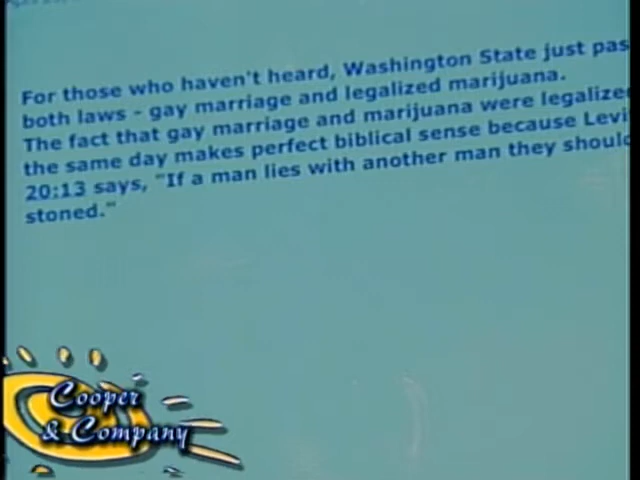 For those who haven't heard, Washington State just pas
both laws - gay marriage and legalized marijuana.
The fact that gay marriage and marijuana were legalize
the same day makes perfect biblical sense because Levi
20:13 says, "If a man lies with another man they should
stoned."
Cooper
& Company